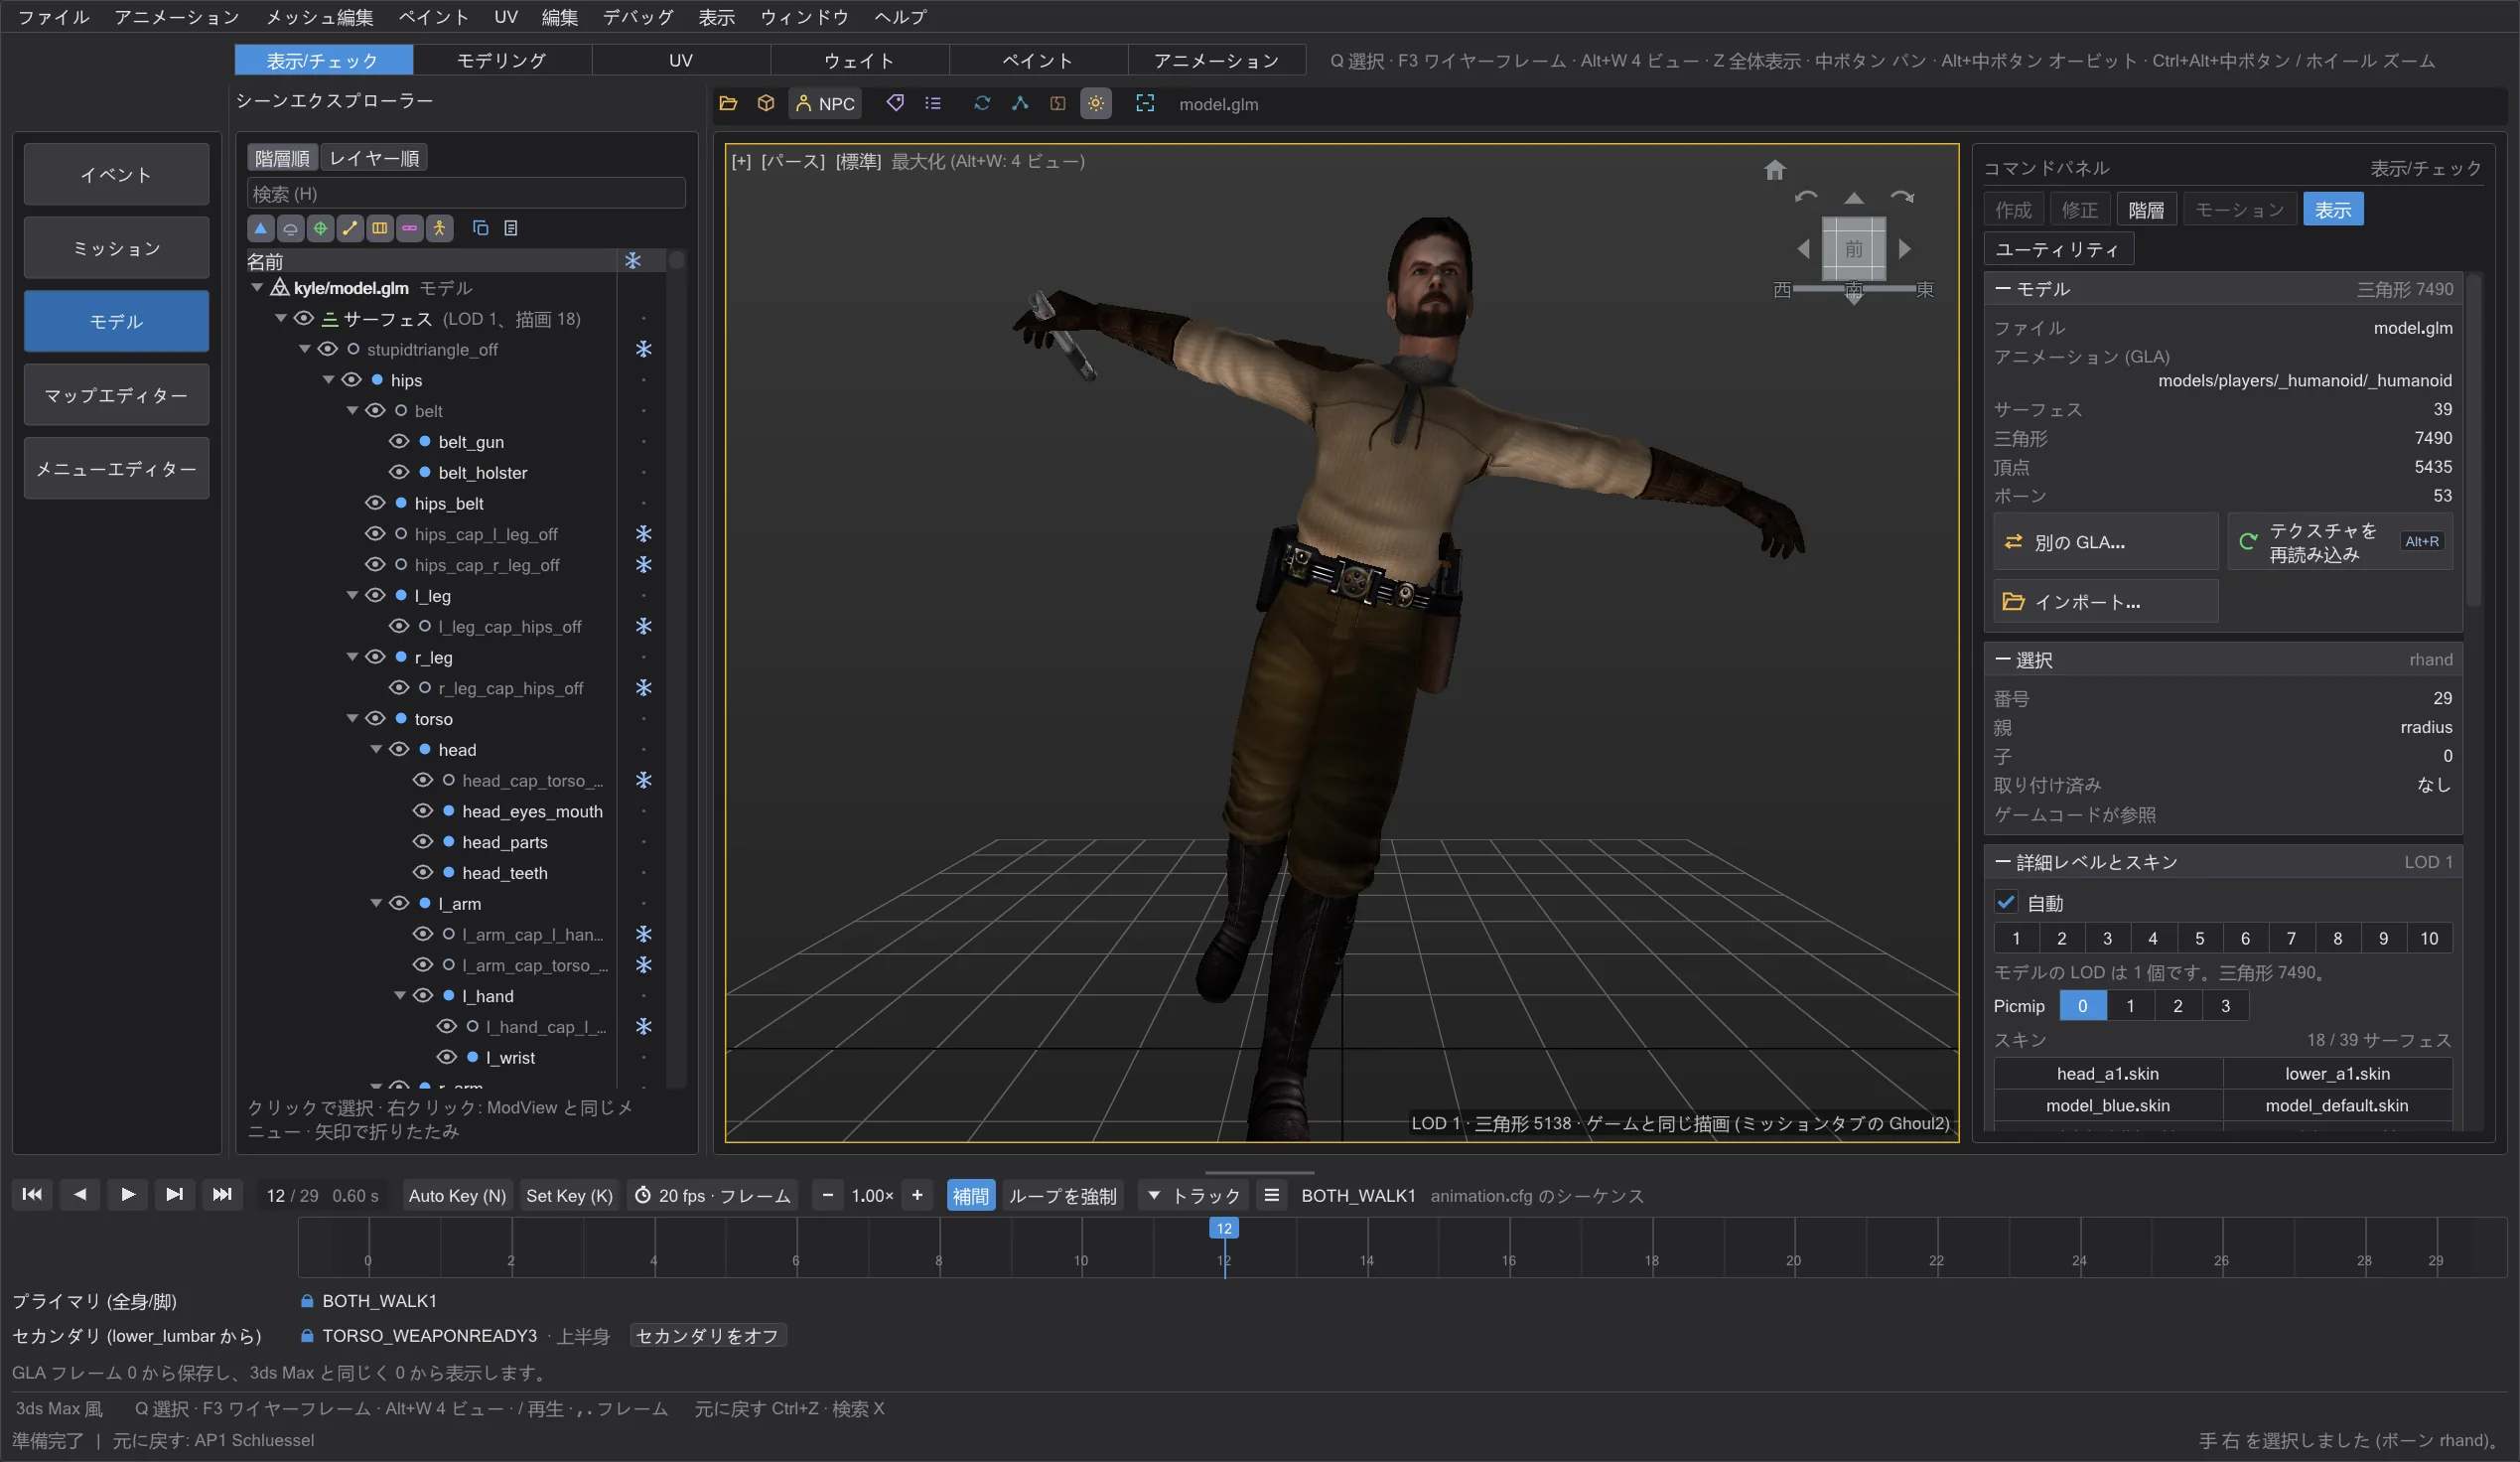 ファイル アニメーション メッシュ編集 ペイント UV 編集 デバッグ 表示 ウィンドウ ヘルプ
表示/チェック モデリング UV ウェイト ペイント アニメーション Q 選択 · F3 ワイヤーフレーム · Alt+W 4 ビュー · Z 全体表示 · 中ボタン パン · Alt+中ボタン オービット · Ctrl+Alt+中ボタン / ホイール ズーム
イベント
ミッション
モデル
マップエディター
メニューエディター
シーンエクスプローラー
階層順 レイヤー順
検索 (H)
名前
kyle/model.glm モデル
サーフェス (LOD 1、描画 18)
stupidtriangle_off
hips
belt
belt_gun
belt_holster
hips_belt
hips_cap_l_leg_off
hips_cap_r_leg_off
l_leg
l_leg_cap_hips_off
r_leg
r_leg_cap_hips_off
torso
head
head_cap_torso_...
head_eyes_mouth
head_parts
head_teeth
l_arm
l_arm_cap_l_han...
l_arm_cap_torso_...
l_hand
l_hand_cap_l_...
l_wrist
r_arm
クリックで選択 · 右クリック: ModView と同じメ
ニュー · 矢印で折りたたみ
NPC model.glm
[+] [パース] [標準] 最大化 (Alt+W: 4 ビュー)
前
西 南 東
LOD 1 · 三角形 5138 · ゲームと同じ描画 (ミッションタブの Ghoul2)
コマンドパネル 表示/チェック
作成 修正 階層 モーション 表示
ユーティリティ
モデル 三角形 7490
ファイル model.glm
アニメーション (GLA)
models/players/_humanoid/_humanoid
サーフェス 39
三角形 7490
頂点 5435
ボーン 53
別の GLA... テクスチャを
再読み込み Alt+R
インポート...
選択 rhand
番号 29
親 rradius
子 0
取り付け済み なし
ゲームコードが参照
詳細レベルとスキン LOD 1
自動
1 2 3 4 5 6 7 8 9 10
モデルの LOD は 1 個です。三角形 7490。
Picmip 0 1 2 3
スキン 18 / 39 サーフェス
head_a1.skin lower_a1.skin
model_blue.skin model_default.skin
12 / 29 0.60 s Auto Key (N) Set Key (K) 20 fps · フレーム − 1.00× + 補間 ループを強制 トラック BOTH_WALK1 animation.cfg のシーケンス
12
0 2 4 6 8 10 12 14 16 18 20 22 24 26 28 29
プライマリ (全身/脚) BOTH_WALK1
セカンダリ (lower_lumbar から) TORSO_WEAPONREADY3 · 上半身 セカンダリをオフ
GLA フレーム 0 から保存し、3ds Max と同じく 0 から表示します。
3ds Max 風 Q 選択 · F3 ワイヤーフレーム · Alt+W 4 ビュー · / 再生 · , . フレーム 元に戻す Ctrl+Z · 検索 X
準備完了 | 元に戻す: AP1 Schluessel
手 右 を選択しました (ボーン rhand)。